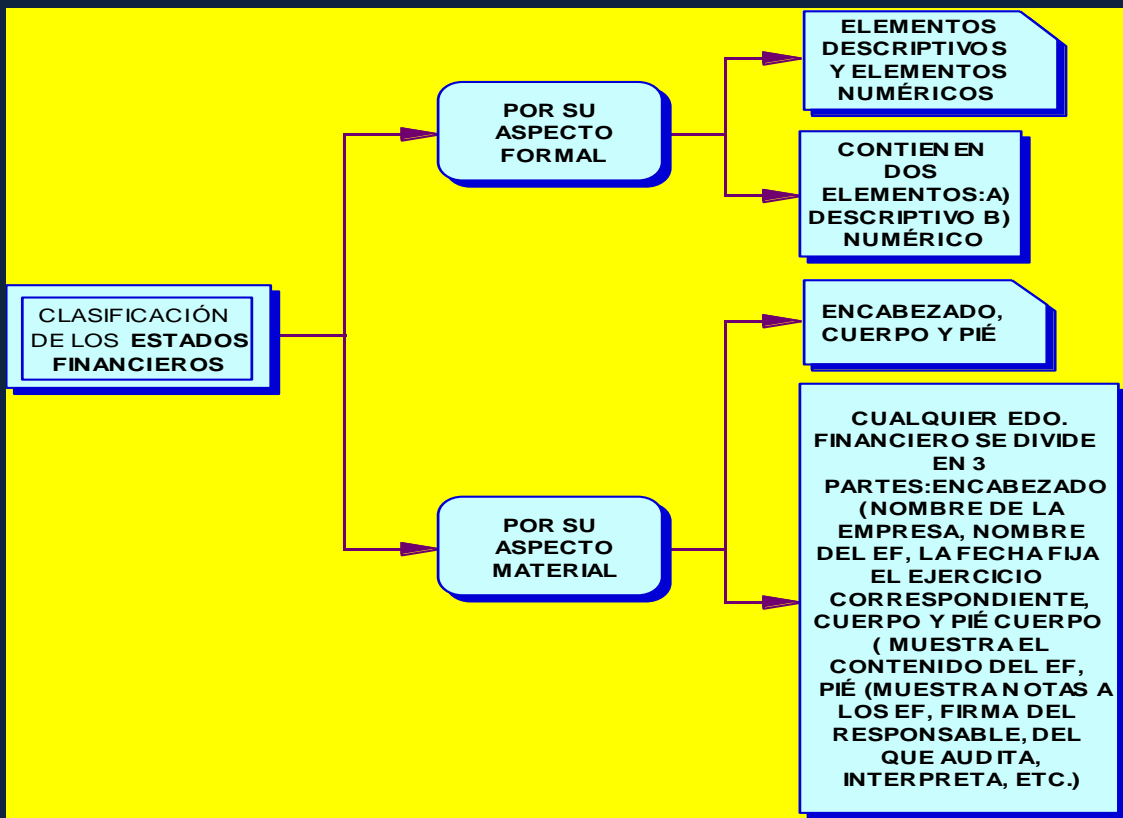 CLASIFICACIÓN
DE LOS ESTADOS
FINANCIEROS
POR SU
ASPECTO
FORMAL
ELEMENTOS
DESCRIPTIVOS
Y ELEMENTOS
NUMÉRICOS
CONTIENEN
DOS
ELEMENTOS:A)
DESCRIPTIVO B)
NUMÉRICO
POR SU
ASPECTO
MATERIAL
ENCABEZADO,
CUERPO Y PIÉ
CUALQUIER EDO.
FINANCIERO SE DIVIDE
EN 3
PARTES:ENCABEZADO
(NOMBRE DE LA
EMPRESA, NOMBRE
DEL EF, LA FECHA FIJA
EL EJERCICIO
CORRESPONDIENTE,
CUERPO Y PIÉ CUERPO
( MUESTRA EL
CONTENIDO DEL EF,
PIÉ (MUESTRA NOTAS A
LOS EF, FIRMA DEL
RESPONSABLE, DEL
QUE AUDITA,
INTERPRETA, ETC.)